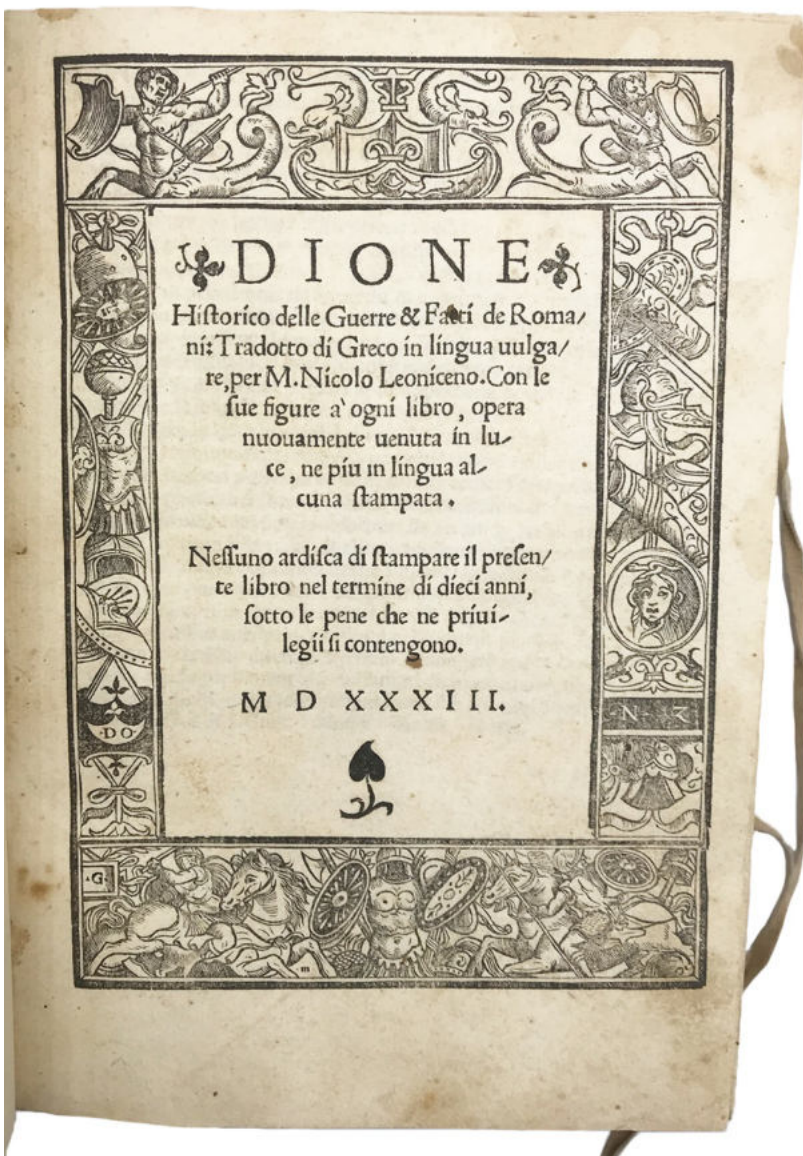 DIONE
Hiſtorico delle Guerre & Fatti de Roma/
ni: Tradotto di Greco in lingua uulga/
re, per M. Nicolo Leoniceno. Con le
ſue figure a' ogni libro, opera
nuouamente uenuta in lu-
ce, ne piu in lingua al-
cuna ſtampata.
Neſſuno ardiſca di ſtampare il preſen/
te libro nel termine di dieci anni,
ſotto le pene che ne priui-
legii ſi contengono.
M D XXXIII.
·DO·
·G·
m